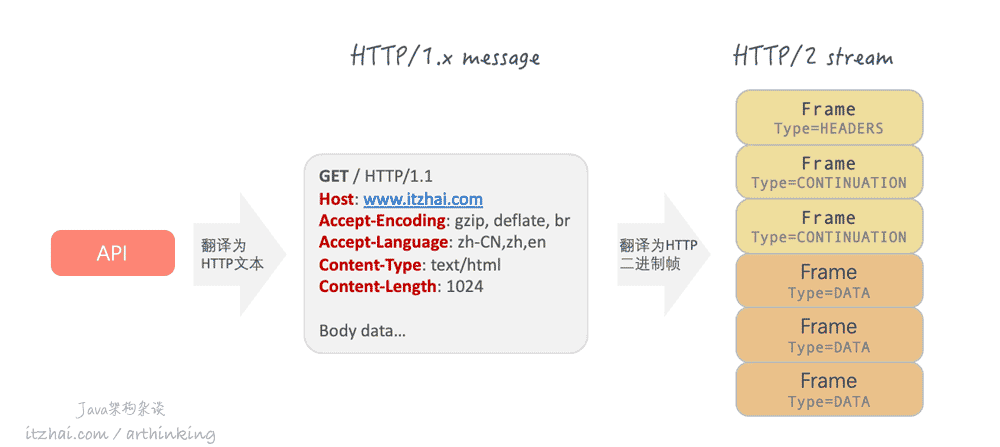 HTTP/1.x message
HTTP/2 stream
API
翻译为
HTTP文本
GET / HTTP/1.1
Host: www.itzhai.com
Accept-Encoding: gzip, deflate, br
Accept-Language: zh-CN,zh,en
Content-Type: text/html
Content-Length: 1024
Body data...
翻译为HTTP
二进制帧
Frame
Type=HEADERS
Frame
Type=CONTINUATION
Frame
Type=CONTINUATION
Frame
Type=DATA
Frame
Type=DATA
Frame
Type=DATA
Java架构杂谈
itzhai.com / arthinking